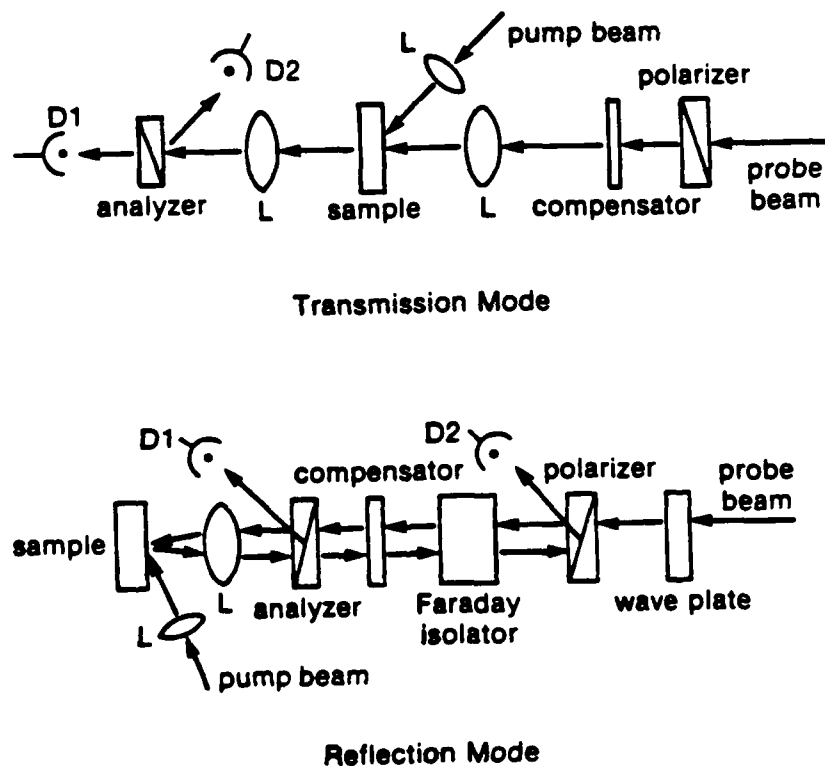 pump beam
L
D2
polarizer
D1
analyzer
L
sample
L
compensator
probe
beam
Transmission Mode
D1
D2
compensator
polarizer
probe
beam
sample
L
analyzer
Faraday
isolator
wave plate
L
pump beam
Reflection Mode